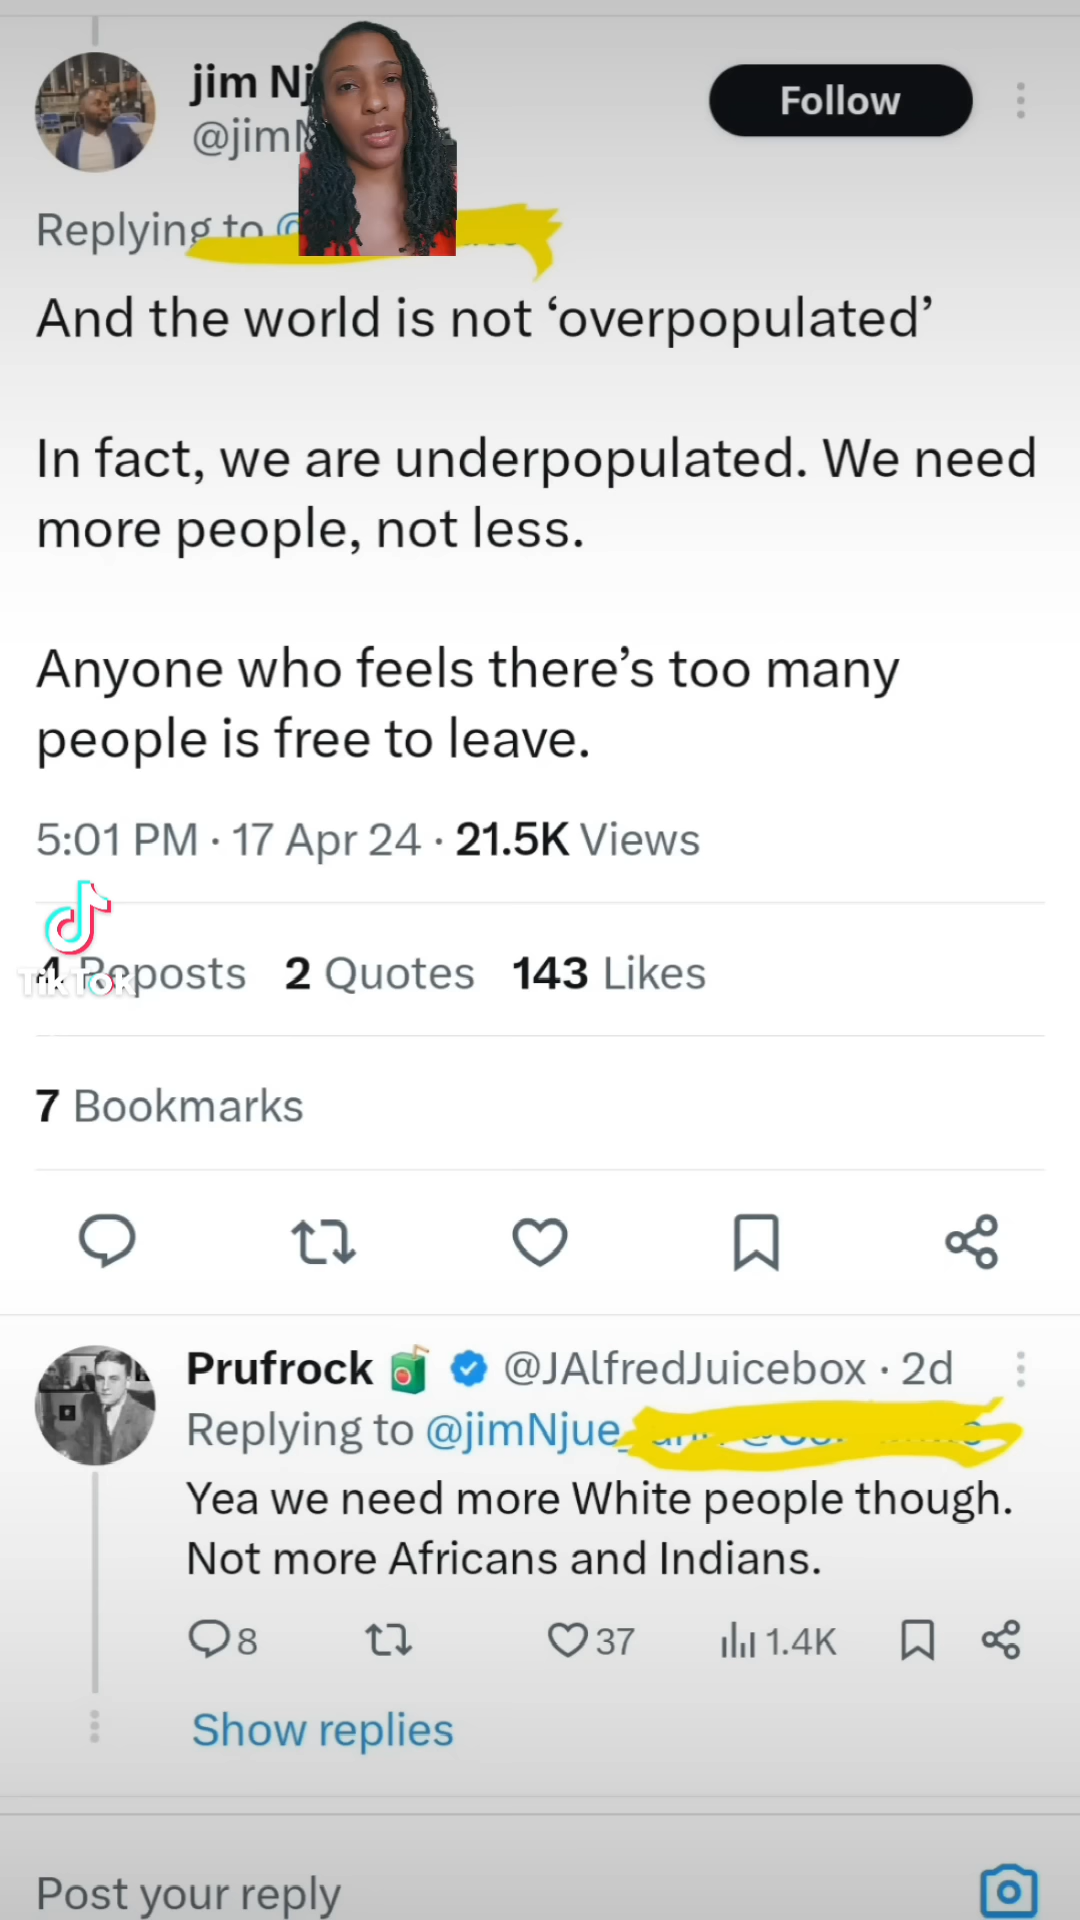 jim Nj
@jimN
Follow
Replying to @
And the world is not ‘overpopulated’
In fact, we are underpopulated. We need
more people, not less.
Anyone who feels there’s too many
people is free to leave.
5:01 PM · 17 Apr 24 · 21.5K Views
4 Reposts 2 Quotes 143 Likes
TikTok
7 Bookmarks
Prufrock @JAlfredJuicebox · 2d
Replying to @jimNjue_
Yea we need more White people though.
Not more Africans and Indians.
8 37 1.4K
Show replies
Post your reply